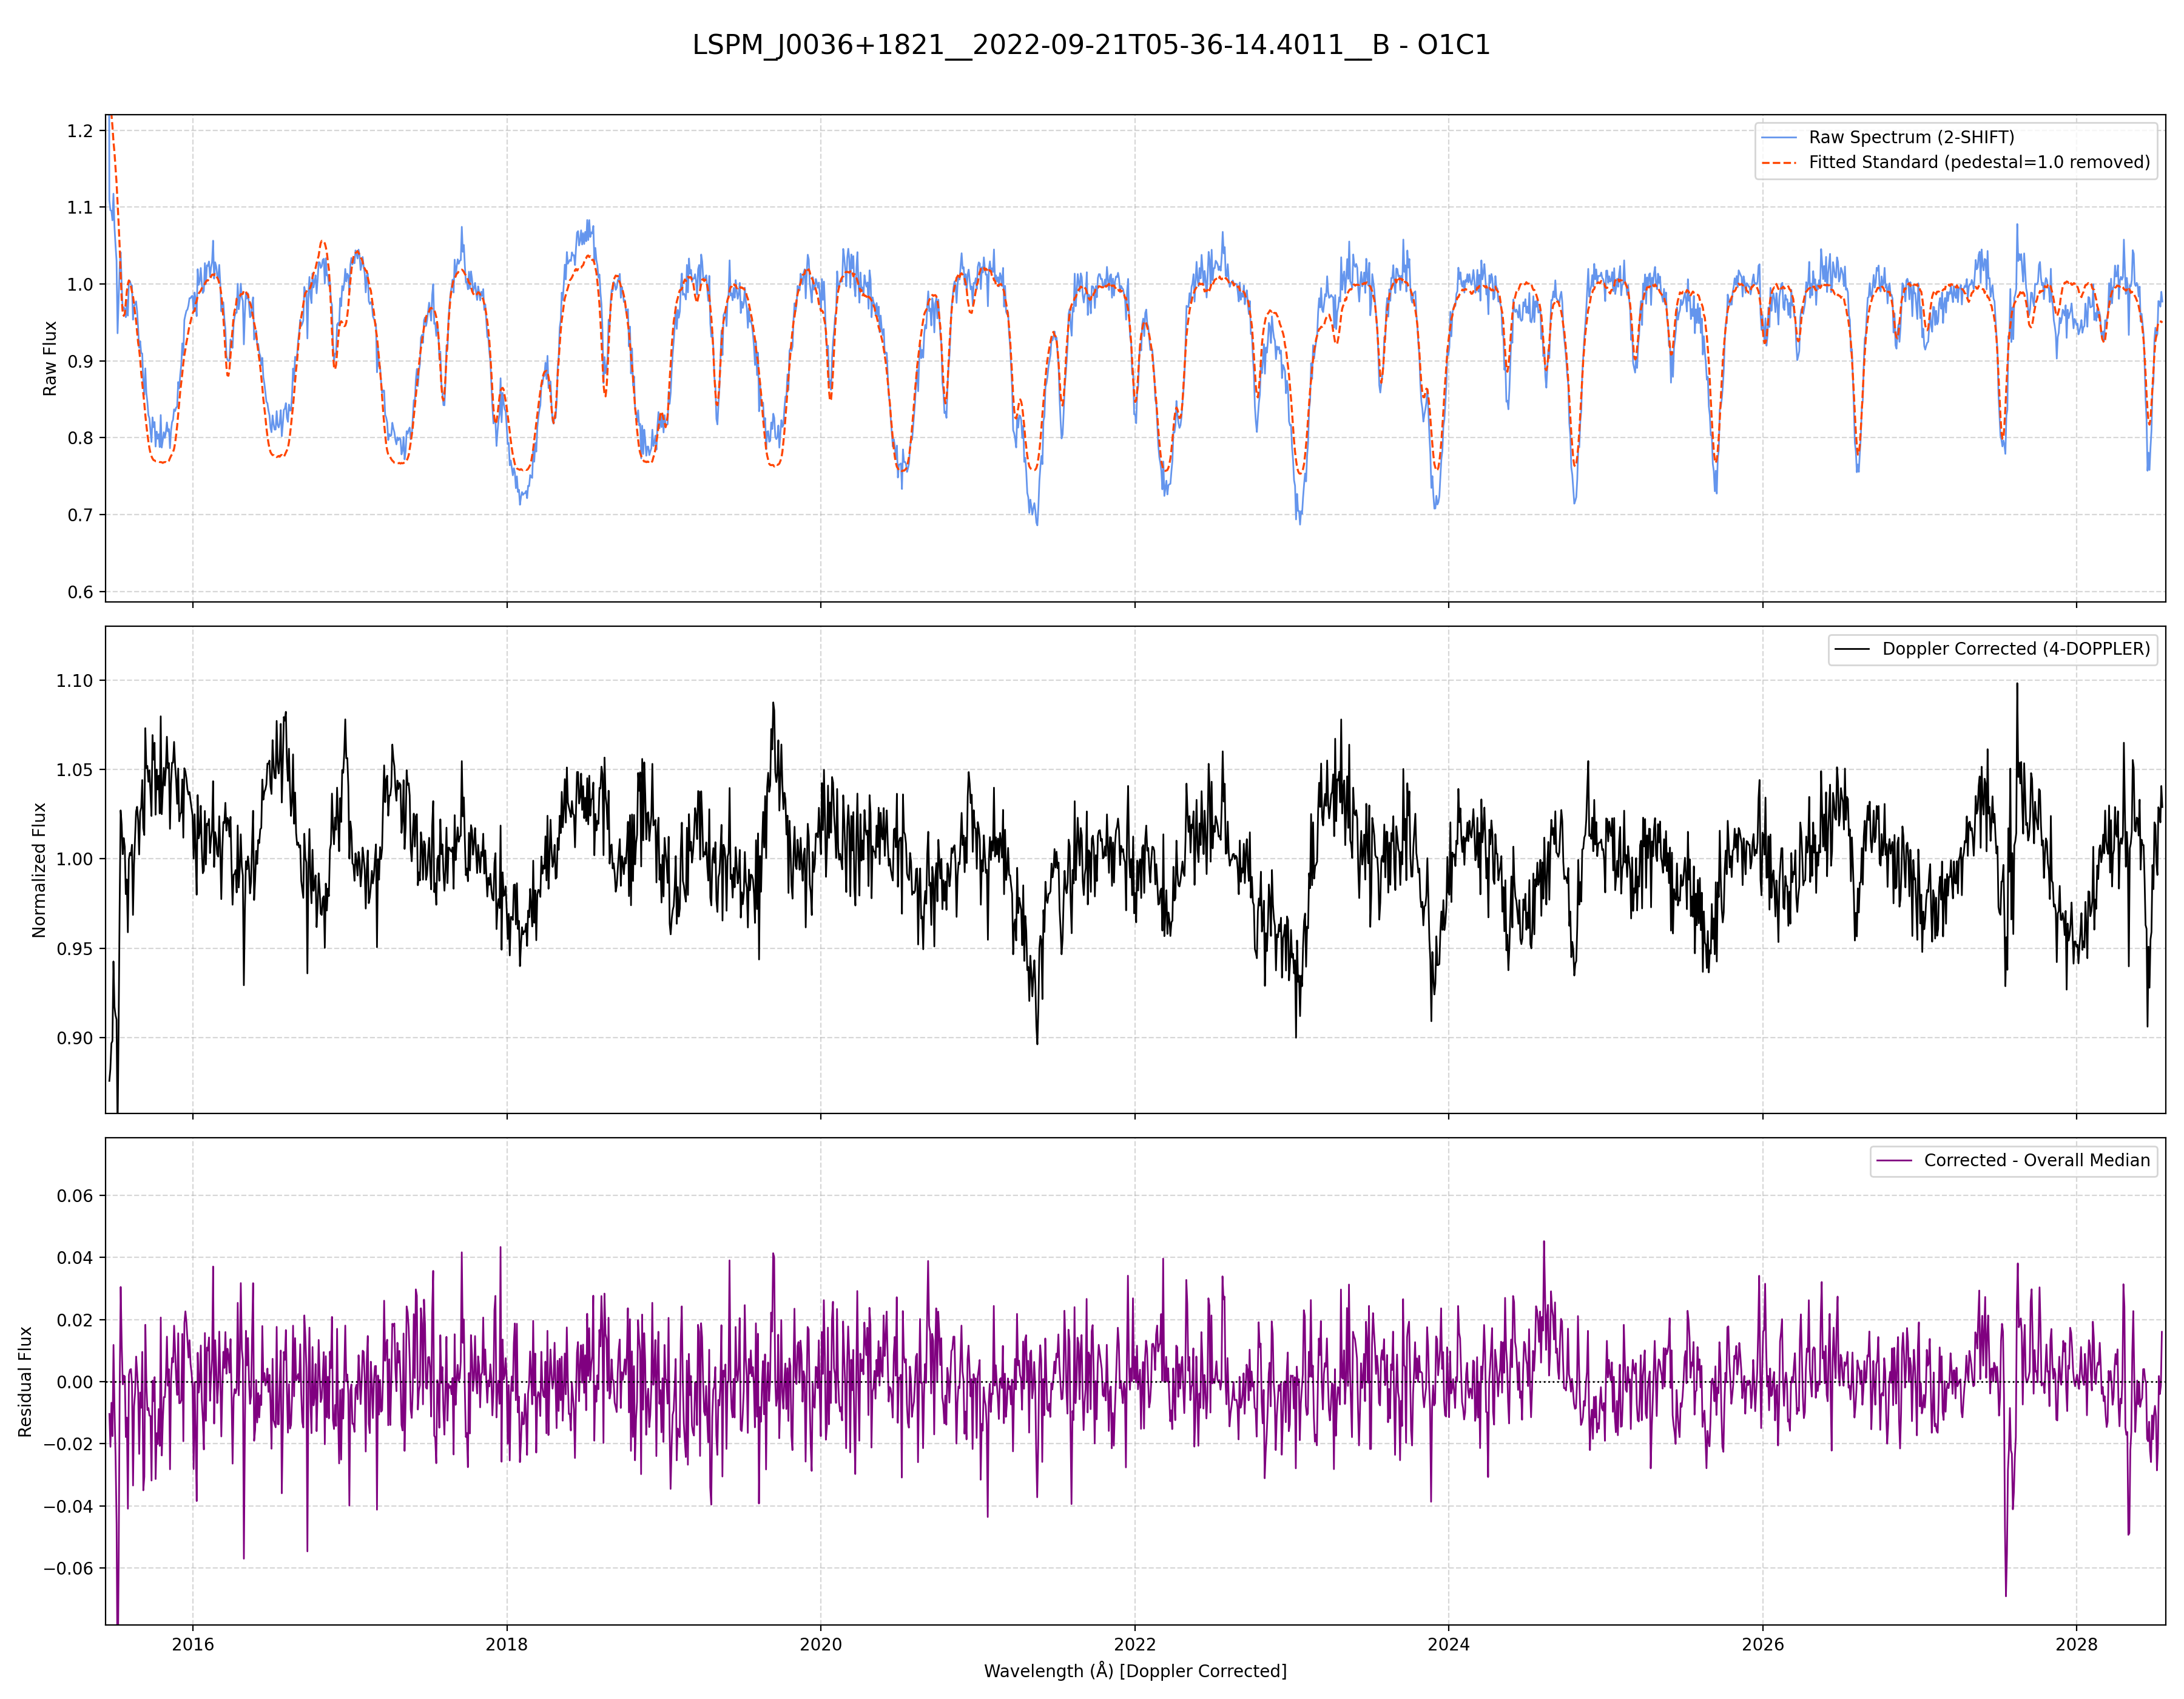 LSPM_J0036+1821__2022-09-21T05-36-14.4011__B - O1C1
Raw Flux
1.2
1.1
1.0
0.9
0.8
0.7
0.6
Raw Spectrum (2-SHIFT)
Fitted Standard (pedestal=1.0 removed)
Normalized Flux
1.10
1.05
1.00
0.95
0.90
Doppler Corrected (4-DOPPLER)
Residual Flux
0.06
0.04
0.02
0.00
−0.02
−0.04
−0.06
Corrected - Overall Median
2016 2018 2020 2022 2024 2026 2028
Wavelength (Å) [Doppler Corrected]